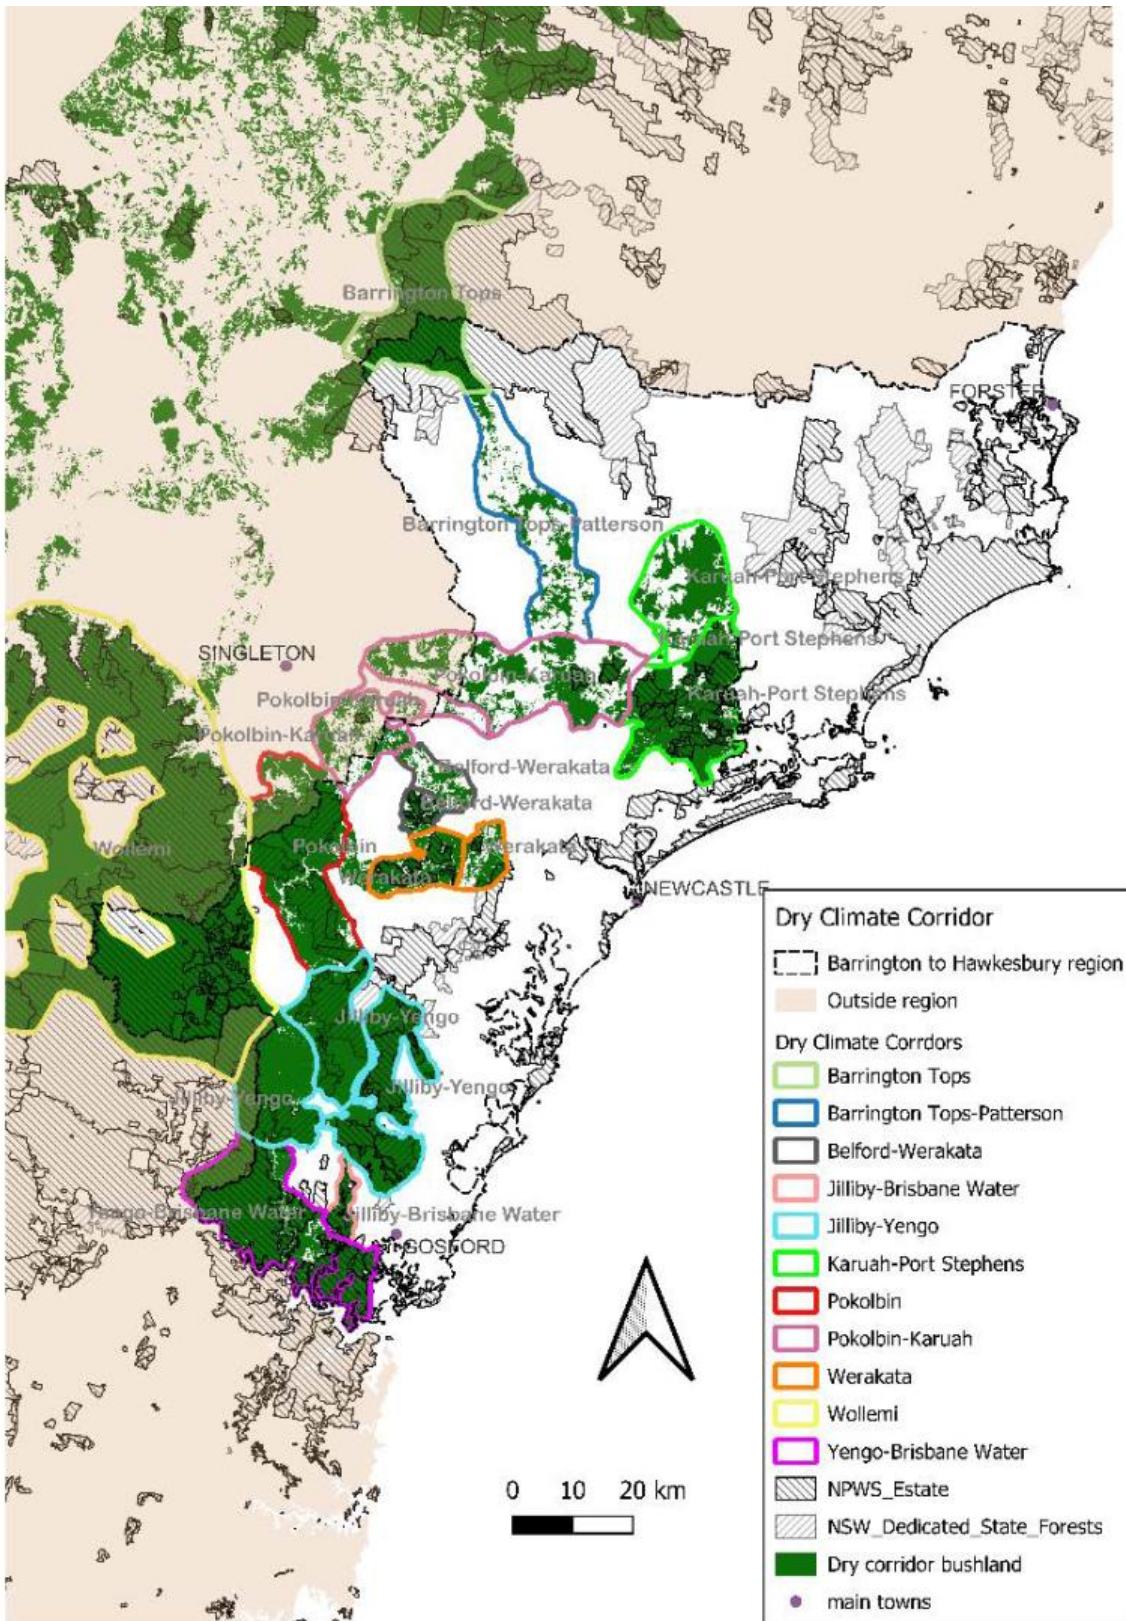 Barrington Tops
FORSTER
Barrington Tops-Patterson
Karuah-Port Stephens
Karuah-Port Stephens
SINGLETON
Pokolbin-Karuah
Karuah-Port Stephens
Pokolbin-Karuah
Pokolbin-Karuah
Belford-Werakata
Belford-Werakata
Wollemi
Pokolbin
Werakata
Werakata
NEWCASTLE
Jilliby-Yengo
Jilliby-Yengo
Jilliby-Yengo
Yengo-Brisbane Water
Jilliby-Brisbane Water
GOSFORD
0 10 20 km
Dry Climate Corridor
Barrington to Hawkesbury region
Outside region
Dry Climate Corrdors
Barrington Tops
Barrington Tops-Patterson
Belford-Werakata
Jilliby-Brisbane Water
Jilliby-Yengo
Karuah-Port Stephens
Pokolbin
Pokolbin-Karuah
Werakata
Wollemi
Yengo-Brisbane Water
NPWS_Estate
NSW_Dedicated_State_Forests
Dry corridor bushland
main towns